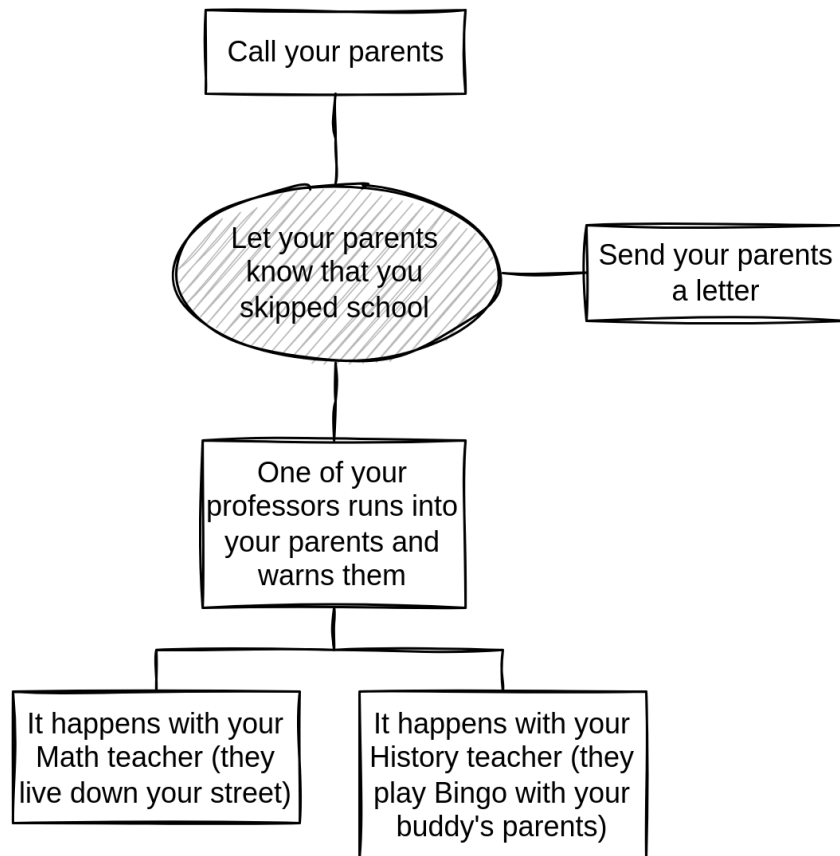 Call your parents
Let your parents
know that you
skipped school
Send your parents
a letter
One of your
professors runs into
your parents and
warns them
It happens with your
Math teacher (they
live down your street)
It happens with your
History teacher (they
play Bingo with your
buddy's parents)